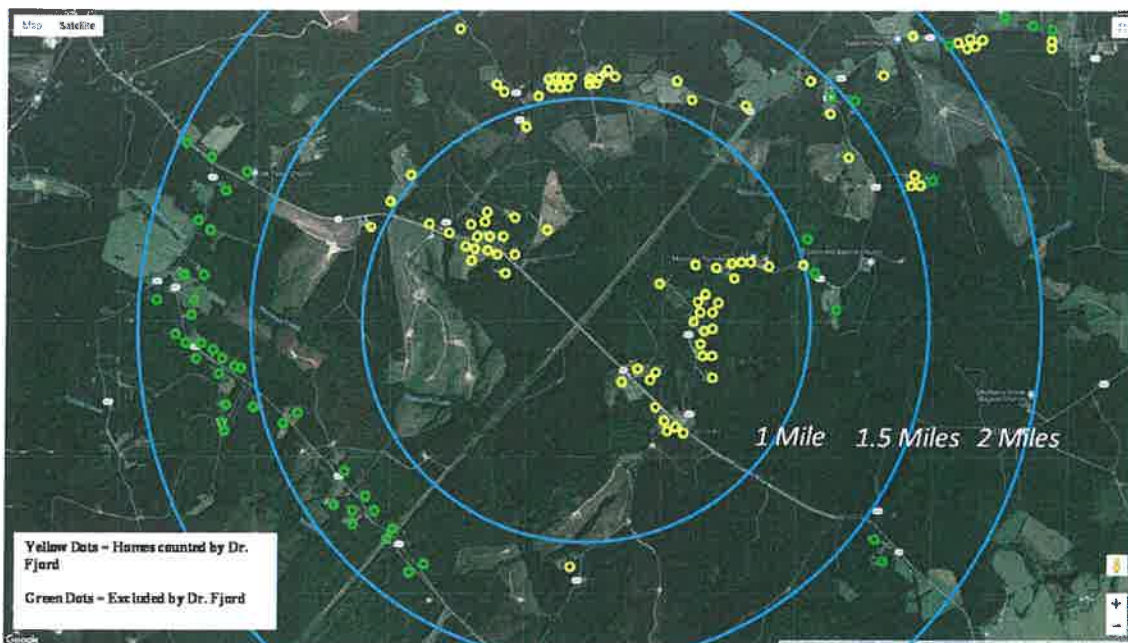 Map Satellite
1 Mile 1.5 Miles 2 Miles
Yellow Dots – Homes counted by Dr.
Fjord
Green Dots – Excluded by Dr. Fjord
Google